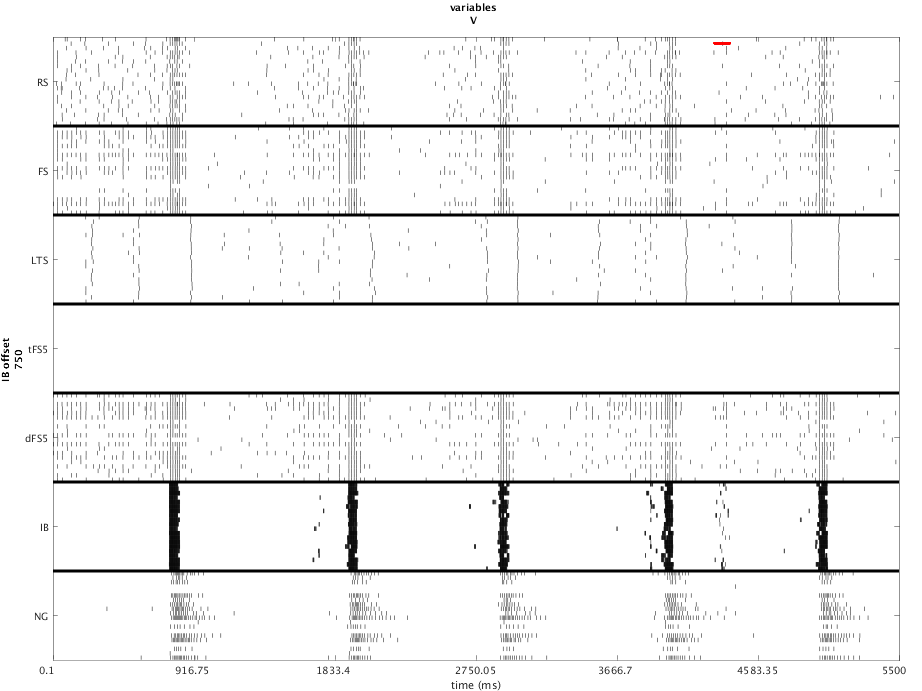 variables
V
RS
FS
LTS
tFS5
dFS5
IB
NG
IB offset
750
0.1
916.75
1833.4
2750.05
3666.7
4583.35
5500
time (ms)